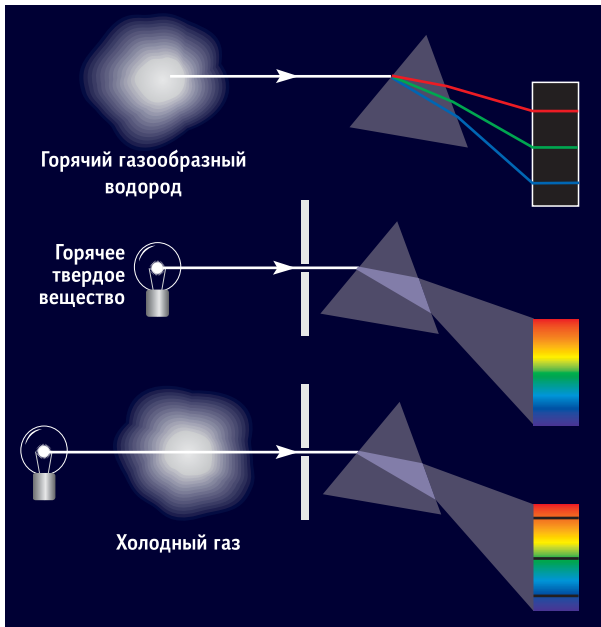 Горячий газообразный
водород
Горячее
твердое
вещество
Холодный газ